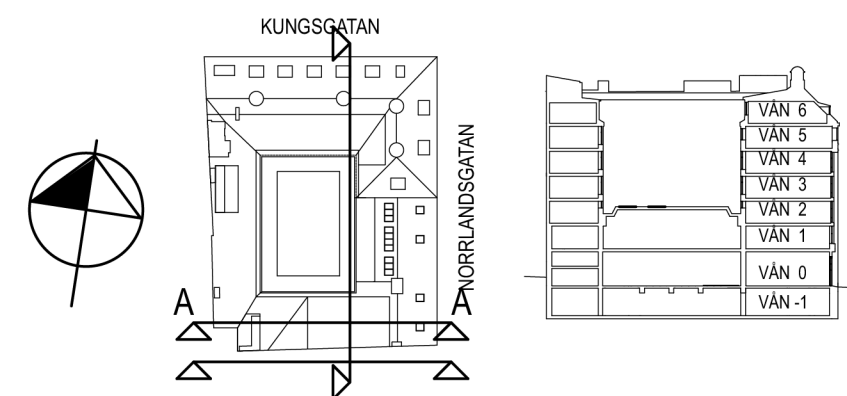 KUNGSGATAN
NORRLANDSGATAN
A A
VÅN 6
VÅN 5
VÅN 4
VÅN 3
VÅN 2
VÅN 1
VÅN 0
VÅN -1